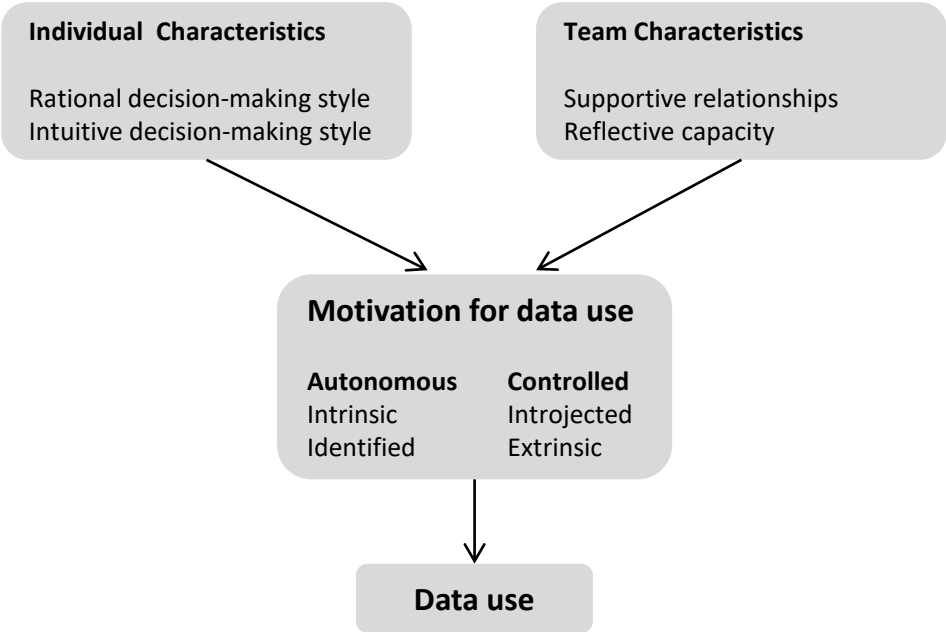 Individual  Characteristics
Rational decision-making style
Intuitive decision-making style
Team Characteristics
Supportive relationships
Reflective capacity
Motivation for data use
Autonomous
Intrinsic
Identified
Controlled
Introjected
Extrinsic
Data use